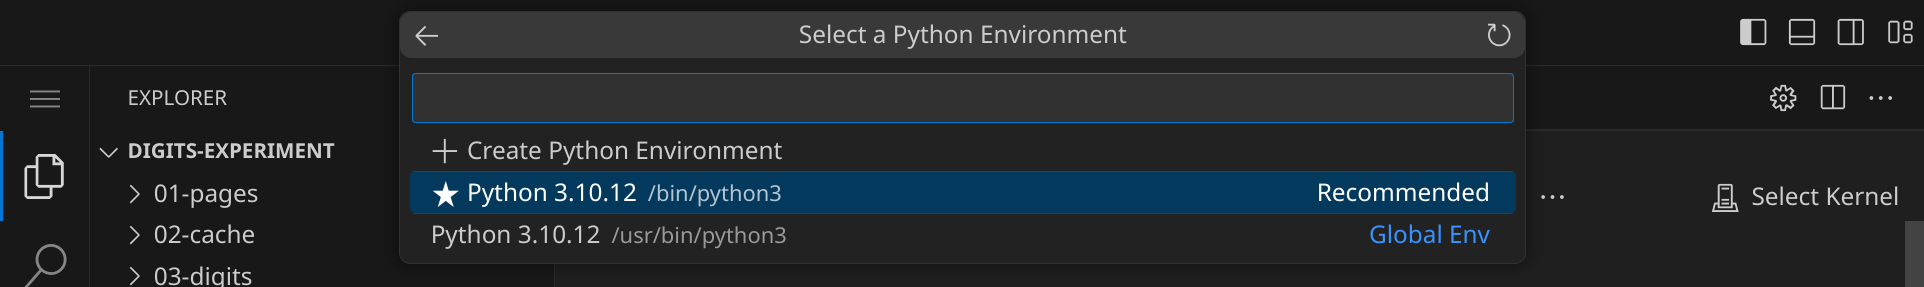 Select a Python Environment
EXPLORER
DIGITS-EXPERIMENT
01-pages
02-cache
03-digits
Create Python Environment
Python 3.10.12 /bin/python3 Recommended
Python 3.10.12 /usr/bin/python3 Global Env
Select Kernel